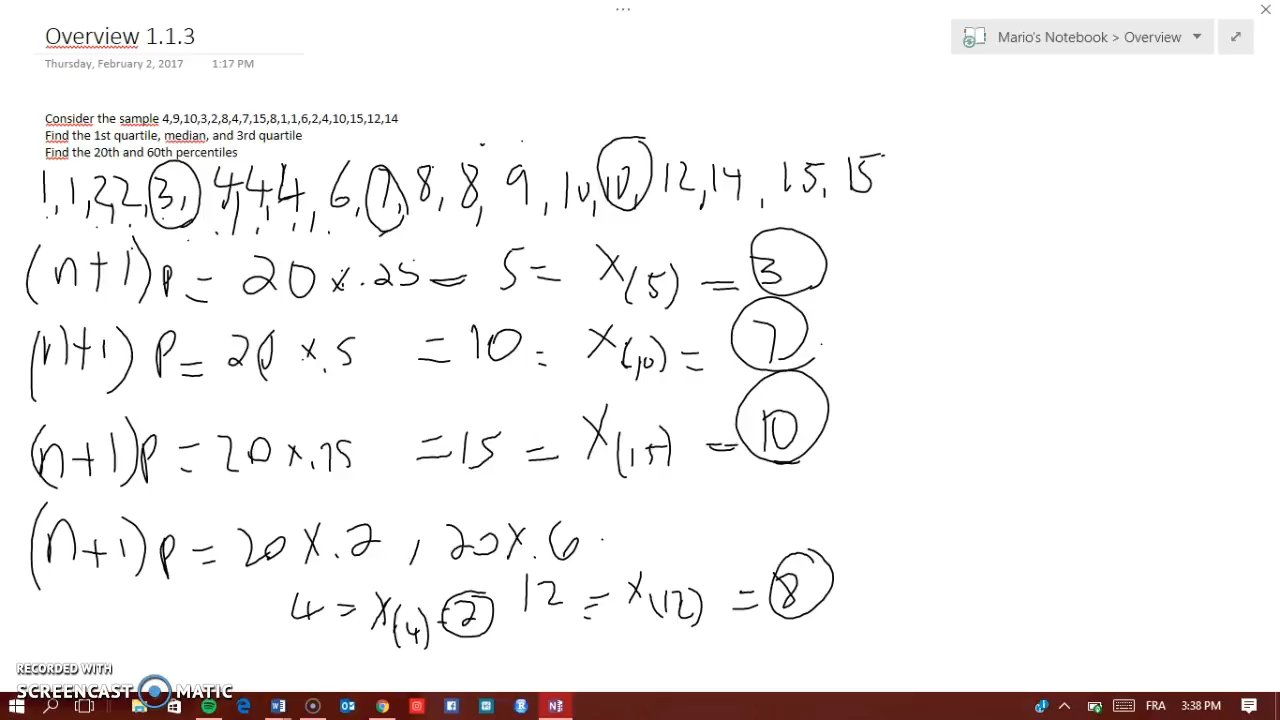 Overview 1.1.3
Mario's Notebook > Overview
Thursday, February 2, 2017 1:17 PM
Consider the sample 4,9,10,3,2,8,4,7,15,8,1,1,6,2,4,10,15,12,14
Find the 1st quartile, median, and 3rd quartile
Find the 20th and 60th percentiles
1,1,2,2,3,4,4,4,6,7,8,8,9,10,10,12,14,15,15
(n+1)p = 20 x .25 = 5 = X(5) = 3
(n+1) p = 20 x .5 = 10 = X(10) = 7
(n+1)p = 20 x .75 = 15 = X(15) = 10
(n+1) p = 20 X .2 , 20 X .6
4 = X(4) = 2 12 = X(12) = 8
RECORDED WITH
SCREENCAST MATIC
FRA 3:38 PM